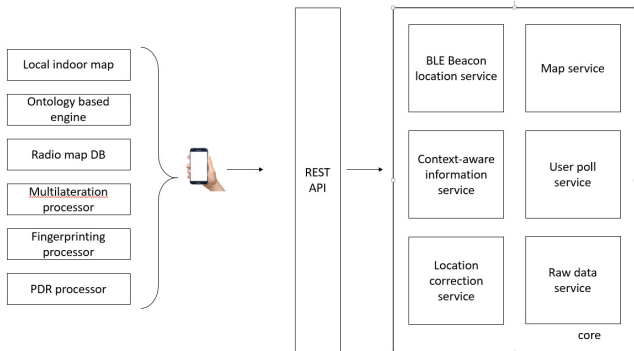 Local indoor map
Ontology based
engine
Radio map DB
Multilateration
processor
Fingerprinting
processor
PDR processor
REST
API
BLE Beacon
location service
Map service
Context-aware
information
service
User poll
service
Location
correction
service
Raw data
service
core